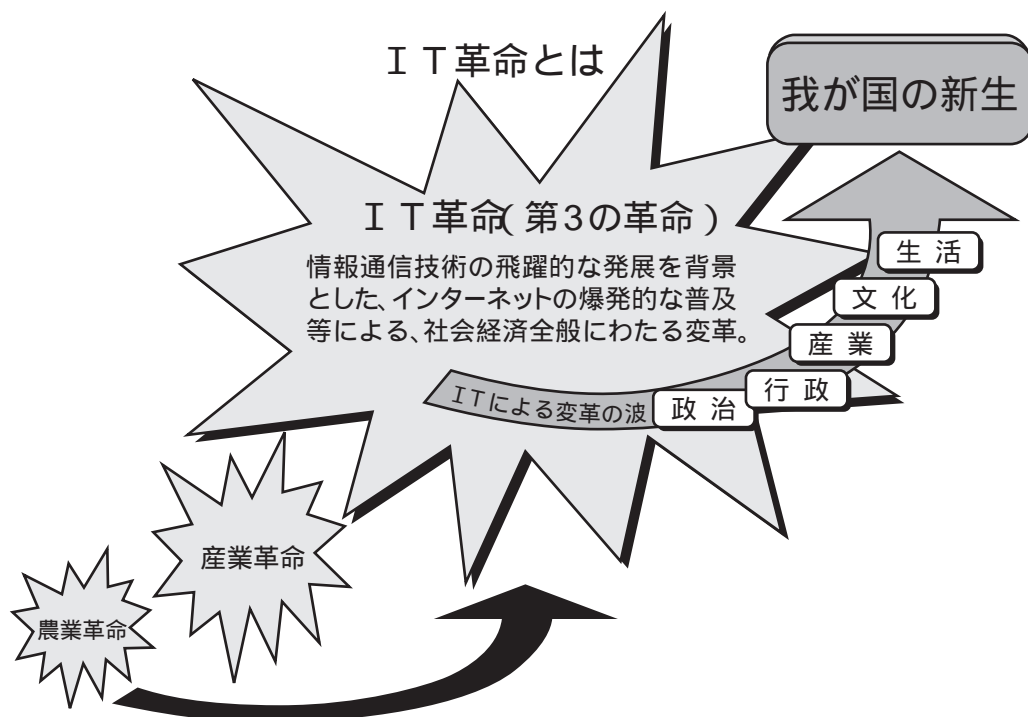 ＩＴ革命とは
我が国の新生
ＩＴ革命(第3の革命)
情報通信技術の飛躍的な発展を背景
とした、インターネットの爆発的な普及
等による、社会経済全般にわたる変革。
生活
文化
産業
行政
政治
ITによる変革の波
産業革命
農業革命